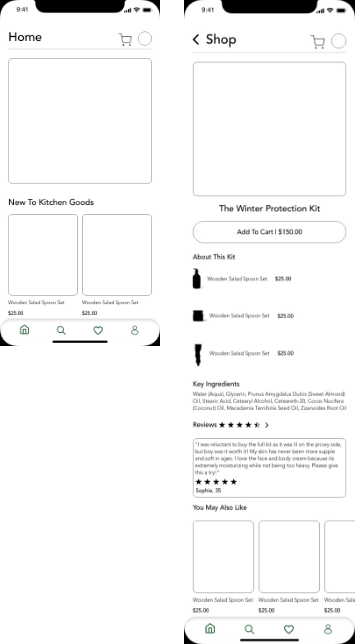 9:41
Home
New To Kitchen Goods
Wooden Salad Spoon Set
Wooden Salad Spoon Set
$25.00
$25.00
9:41
Shop
The Winter Protection Kit
Add To Cart | $150.00
About This Kit
Wooden Salad Spoon Set $25.00
Wooden Salad Spoon Set $25.00
Wooden Salad Spoon Set $25.00
Key Ingredients
Water (Aqua), Glycerin, Prunus Amygdalus Dulcis (Sweet Almond)
Oil, Stearic Acid, Cetearyl Alcohol, Ceteareth-20, Cocos Nucifera
(Coconut) Oil, Macadamia Ternifolia Seed Oil, Zizanoides Root Oil
Reviews
"I was reluctant to buy the full kit as it was lil on the pricey side,
but boy was it worth it! My skin has never been more supple
and soft in ages. I love the face and body cream because its
extremely moisturizing while not being too heavy. Please give
this a try!"
Sophia, 35
You May Also Like
Wooden Salad Spoon Set
Wooden Salad Spoon Set
Wooden Sala
$25.00
$25.00
$25.00